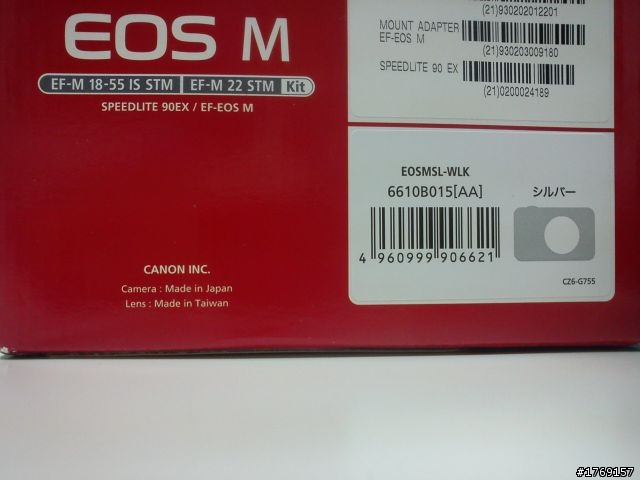 EOS M
EF-M 18-55 IS STM EF-M 22 STM Kit
SPEEDLITE 90EX / EF-EOS M
CANON INC.
Camera : Made in Japan
Lens : Made in Taiwan
(21)930202012201
MOUNT ADAPTER
EF-EOS M
(21)930203009180
SPEEDLITE 90 EX
(21)0200024189
EOSMSL-WLK
6610B015[AA]
シルバー
4 960999 906621
CZ6-G755
#1769157